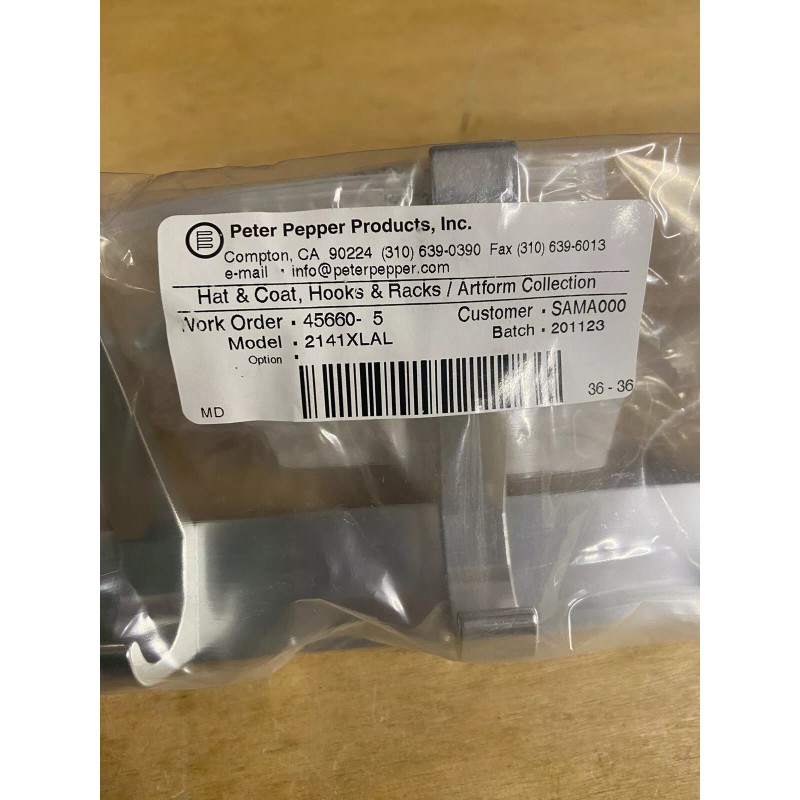 Peter Pepper Products, Inc.
Compton, CA 90224 (310) 639-0390 Fax (310) 639-6013
e-mail · info@peterpepper.com
Hat & Coat, Hooks & Racks / Artform Collection
Work Order · 45660- 5 Customer · SAMA000
Model · 2141XLAL Batch · 201123
Option ·
MD 36 - 36